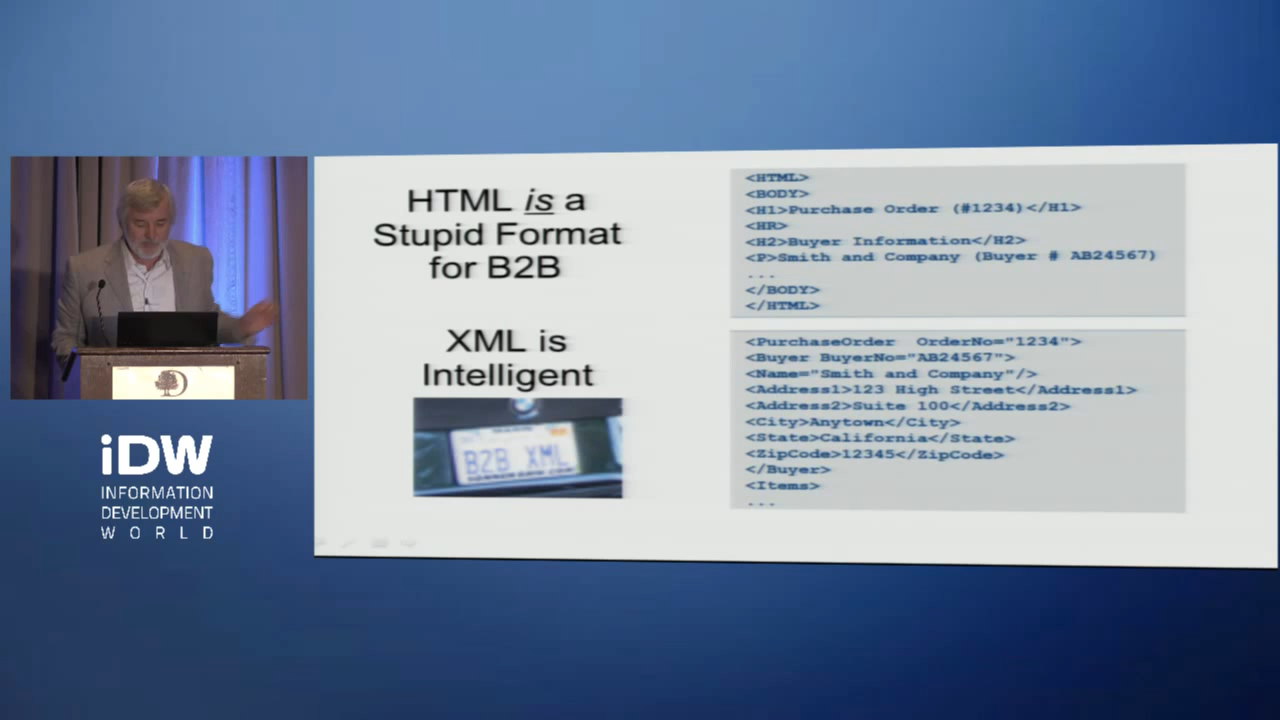 HTML is a
Stupid Format
for B2B
<HTML>
<BODY>
<H1>Purchase Order (#1234)</H1>
<HR>
<H2>Buyer Information</H2>
<P>Smith and Company (Buyer # AB24567)
...
</BODY>
</HTML>
XML is
Intelligent
B2B XML
<PurchaseOrder OrderNo="1234">
<Buyer BuyerNo="AB24567">
<Name="Smith and Company"/>
<Address1>123 High Street</Address1>
<Address2>Suite 100</Address2>
<City>Anytown</City>
<State>California</State>
<ZipCode>12345</ZipCode>
</Buyer>
<Items>
...
D
iDW
INFORMATION
DEVELOPMENT
WORLD